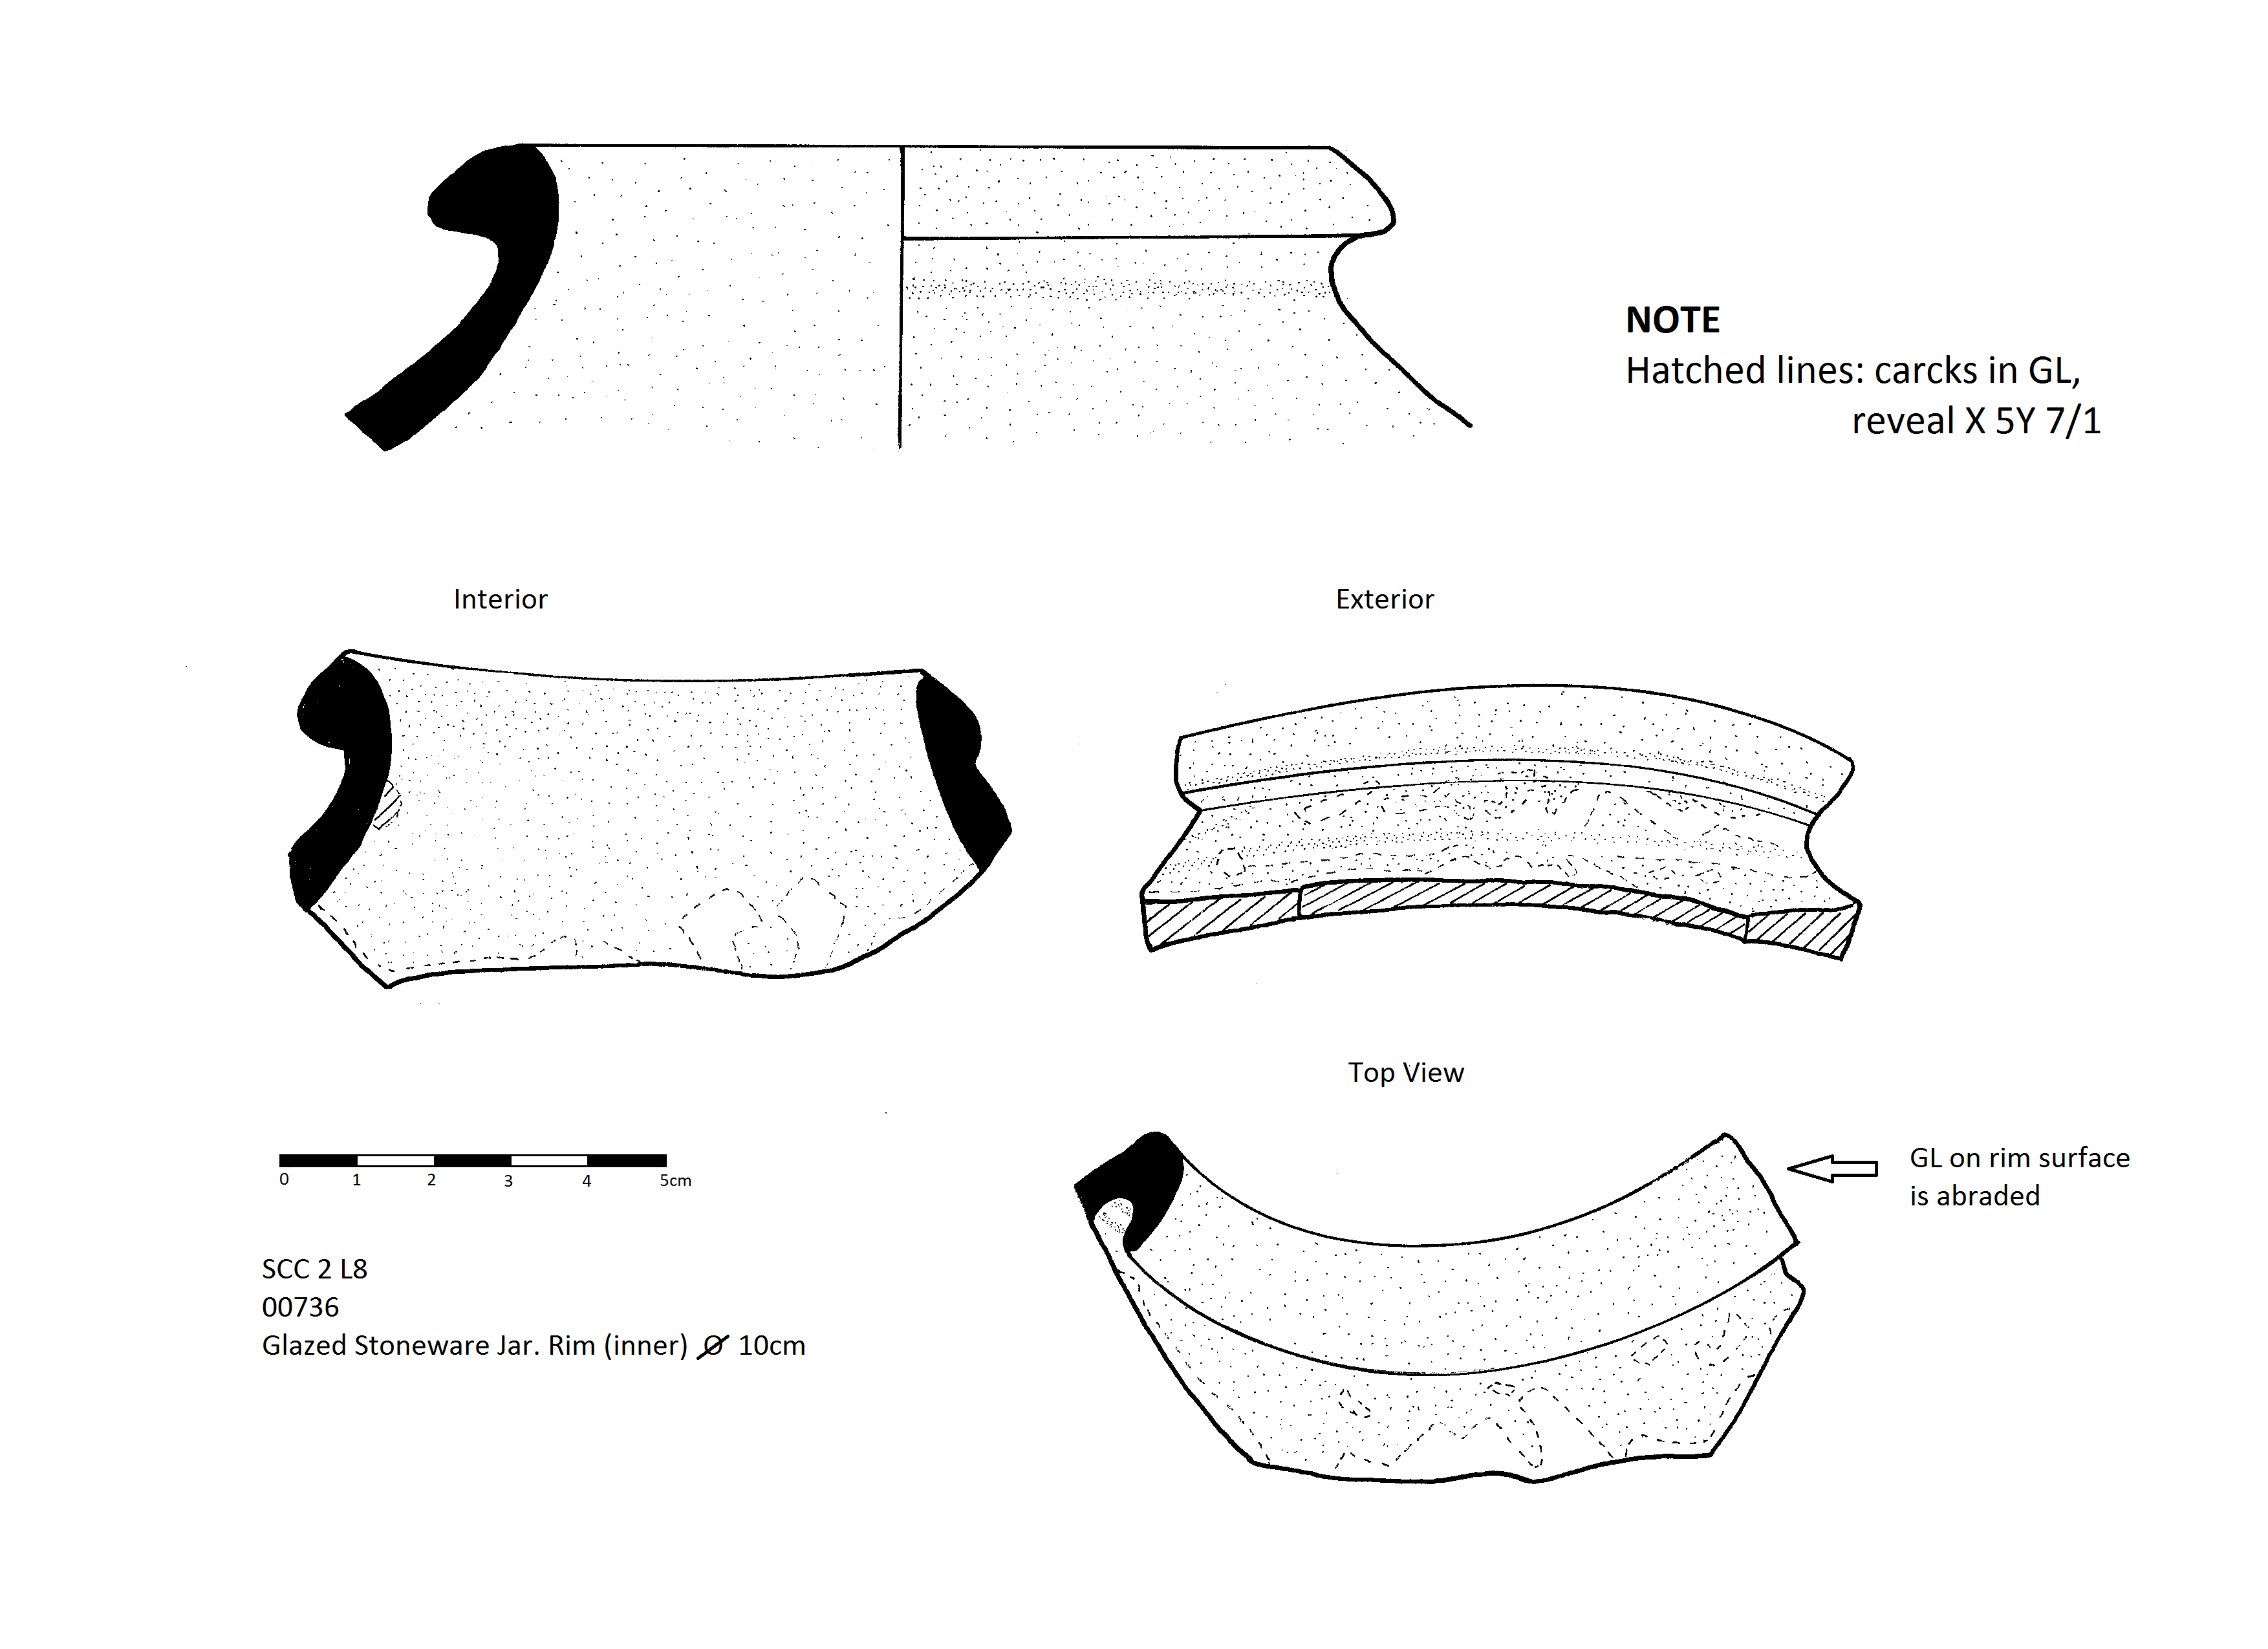 NOTE
Hatched lines: carcks in GL,
reveal X 5Y 7/1
Interior
Exterior
Top View
GL on rim surface
is abraded
0 1 2 3 4 5cm
SCC 2 L8
00736
Glazed Stoneware Jar. Rim (inner) Ø 10cm